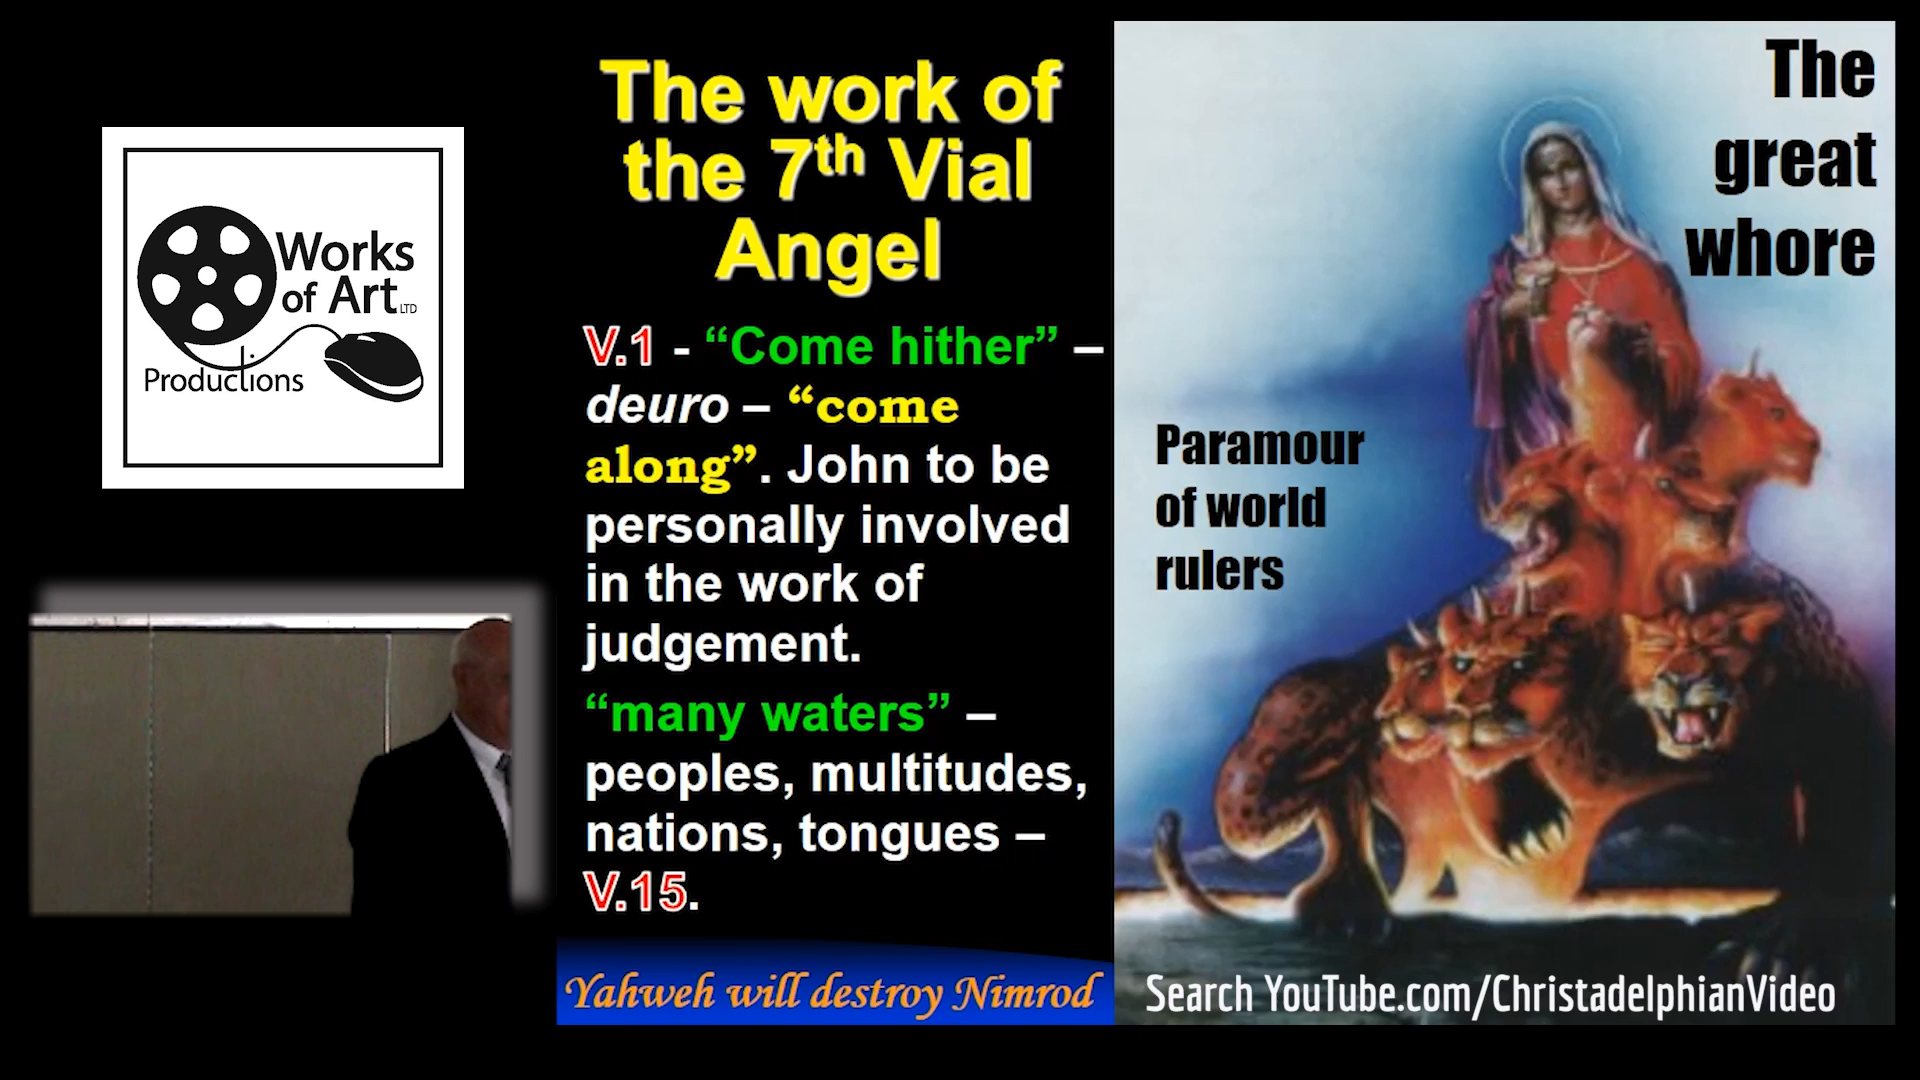 Works
of Art LTD
Productions
The work of
the 7th Vial
Angel
V.1 - “Come hither” –
deuro – “come
along”. John to be
personally involved
in the work of
judgement.
“many waters” –
peoples, multitudes,
nations, tongues –
V.15.
Yahweh will destroy Nimrod
The
great
whore
Paramour
of world
rulers
Search YouTube.com/ChristadelphianVideo